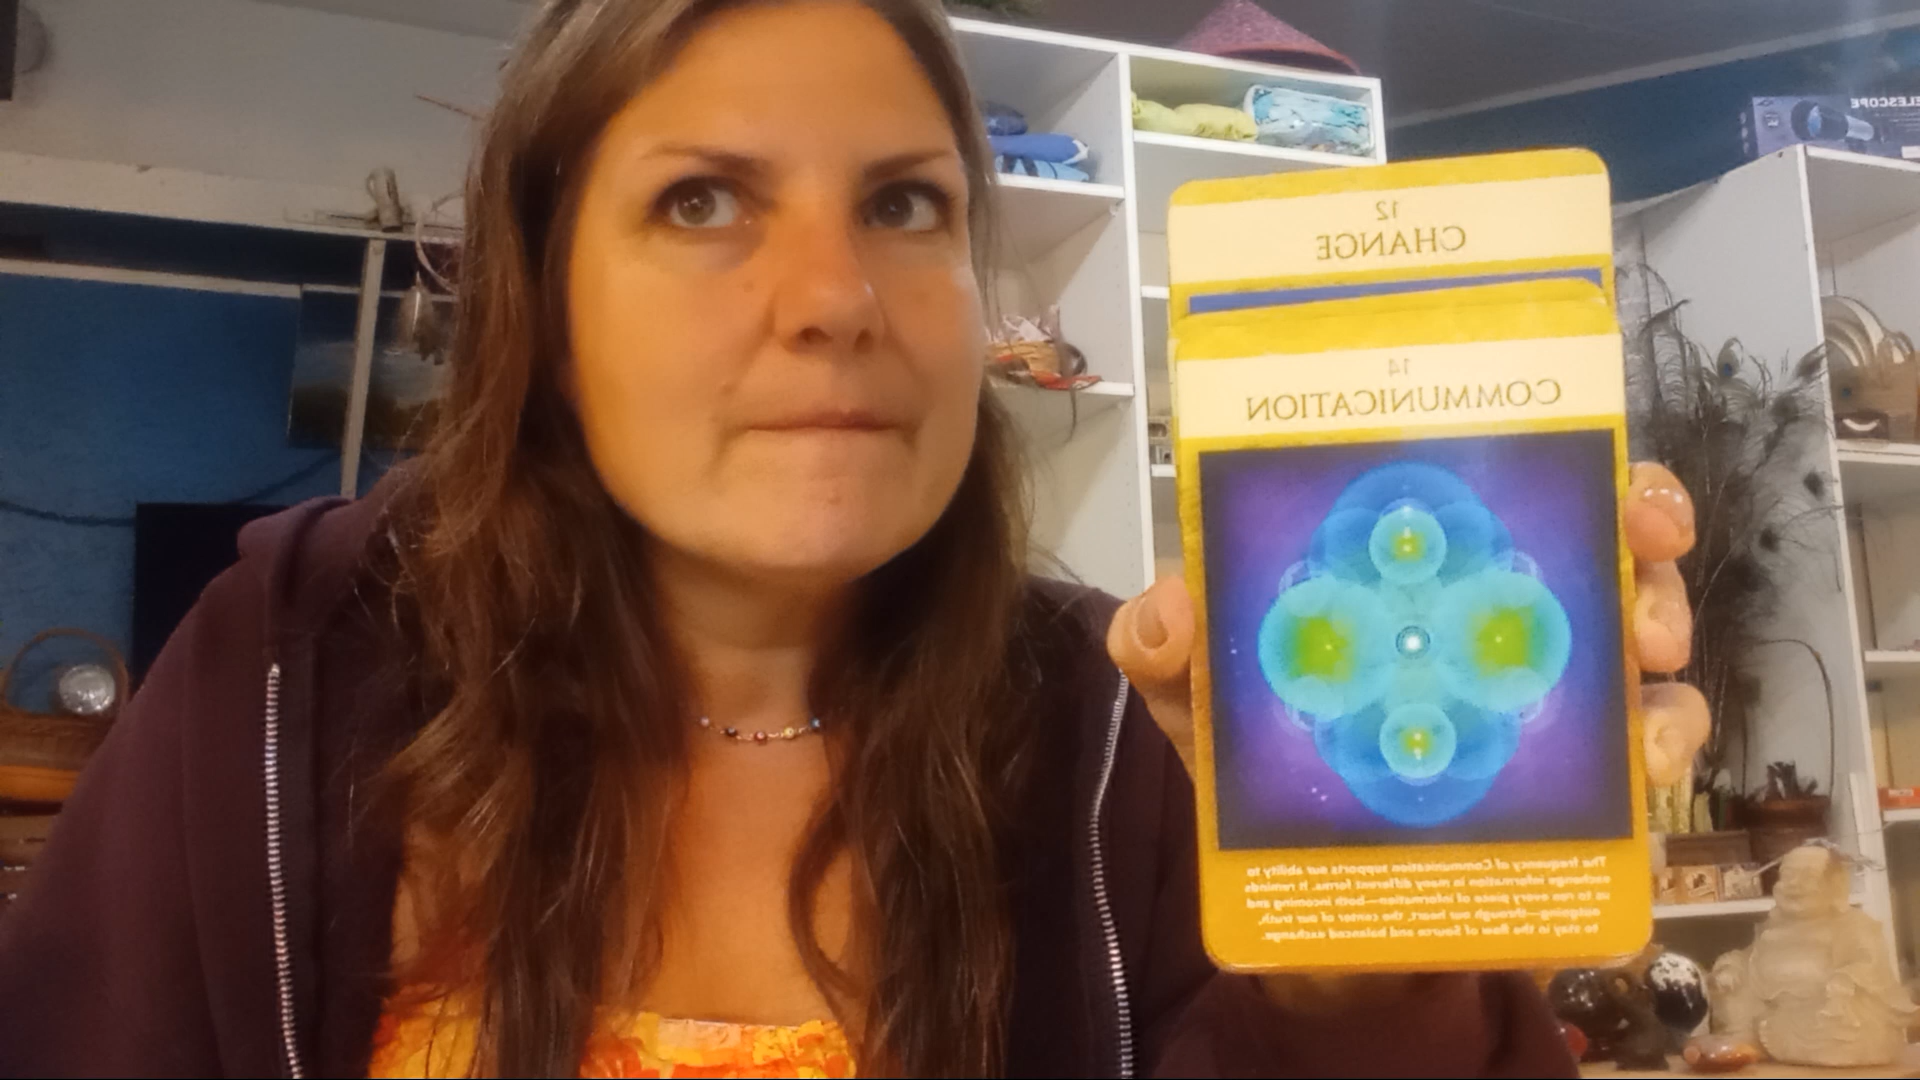 12
CHANGE
14
COMMUNICATION
The frequency of Communication supports our ability to
exchange information in many different forms. It reminds
us to run every piece of information—both incoming and
outgoing—through our heart, the center of our truth,
to stay in the flow of Source and balanced exchange.
ELESCOPE